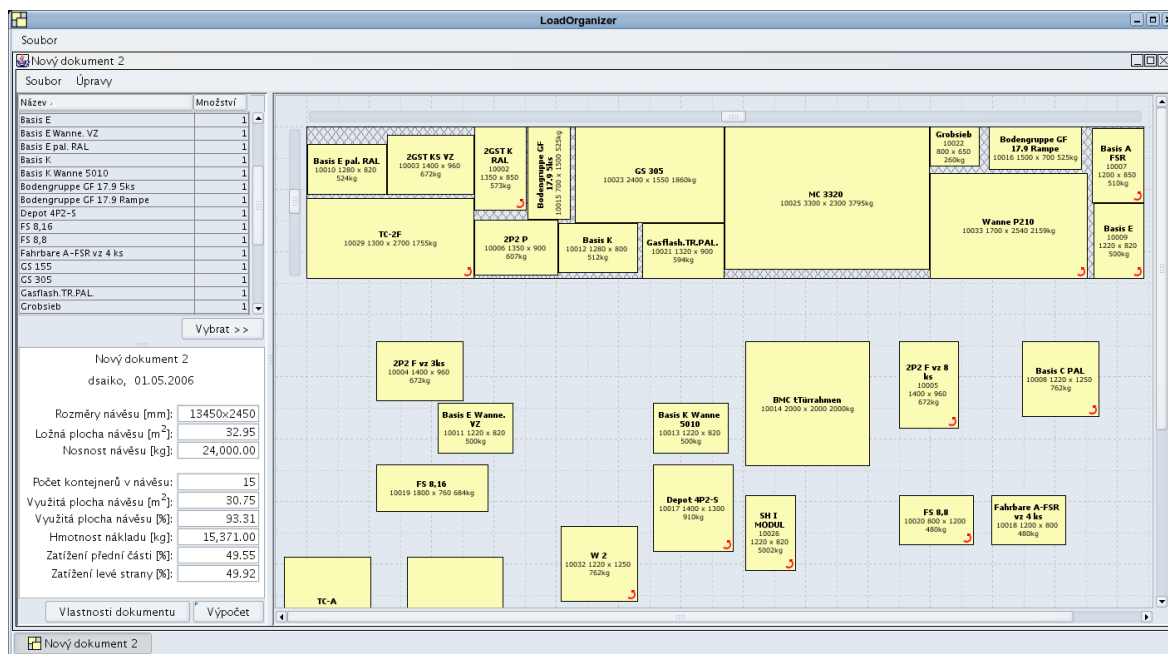 LoadOrganizer
Soubor
Nový dokument 2
Soubor Úpravy
Název Množství
Basis E 1
Basis E Wanne. VZ 1
Basis E pal. RAL 1
Basis K 1
Basis K Wanne 5010 1
Bodengruppe GF 17.9 5ks 1
Bodengruppe GF 17.9 Rampe 1
Depot 4P2-S 1
FS 8,16 1
FS 8,8 1
Fahrbare A-FSR vz 4 ks 1
GS 155 1
GS 305 1
Gasflash.TR.PAL. 1
Grobsieb 1
Vybrat >>
Nový dokument 2
dsaiko, 01.05.2006
Rozměry návěsu [mm]: 13450×2450
Ložná plocha návěsu [m²]: 32.95
Nosnost návěsu [kg]: 24,000.00
Počet kontejnerů v návěsu: 15
Využitá plocha návěsu [m²]: 30.75
Využitá plocha návěsu [%]: 93.31
Hmotnost nákladu [kg]: 15,371.00
Zatížení přední části [%]: 49.55
Zatížení levé strany [%]: 49.92
Vlastnosti dokumentu Výpočet
Basis E pal. RAL
10010 1280 x 820
524kg
2GST KS VZ
10003 1400 x 960
672kg
2GST K
RAL
10002
1350 x 850
573kg
Bodengruppe GF
17.9 5ks
10015 700 x 1500 525kg
GS 305
10023 2400 x 1550 1860kg
MC 3320
10025 3300 x 2300 3795kg
Grobsieb
10022
800 x 650
260kg
Bodengruppe GF
17.9 Rampe
10016 1500 x 700 525kg
Basis A
FSR
10007
1200 x 850
510kg
TC-2F
10029 1300 x 2700 1755kg
2P2 P
10006 1350 x 900
607kg
Basis K
10012 1280 x 800
512kg
Gasflash.TR.PAL.
10021 1320 x 900
594kg
Wanne P210
10033 1700 x 2540 2159kg
Basis E
10009
1220 x 820
500kg
2P2 F vz 3ks
10004 1400 x 960
672kg
BMC tTürrahmen
10014 2000 x 2000 2000kg
2P2 F vz 8
ks
10005
1400 x 960
672kg
Basis C PAL
10008 1220 x 1250
762kg
Basis E Wanne.
VZ
10011 1220 x 820
500kg
Basis K Wanne
5010
10013 1220 x 820
500kg
FS 8,16
10019 1800 x 760 684kg
Depot 4P2-S
10017 1400 x 1300
910kg
SH I
MODUL
10026
1220 x 820
5002kg
FS 8,8
10020 800 x 1200
480kg
Fahrbare A-FSR
vz 4 ks
10018 1200 x 800
480kg
W 2
10032 1220 x 1250
762kg
TC-A
Nový dokument 2